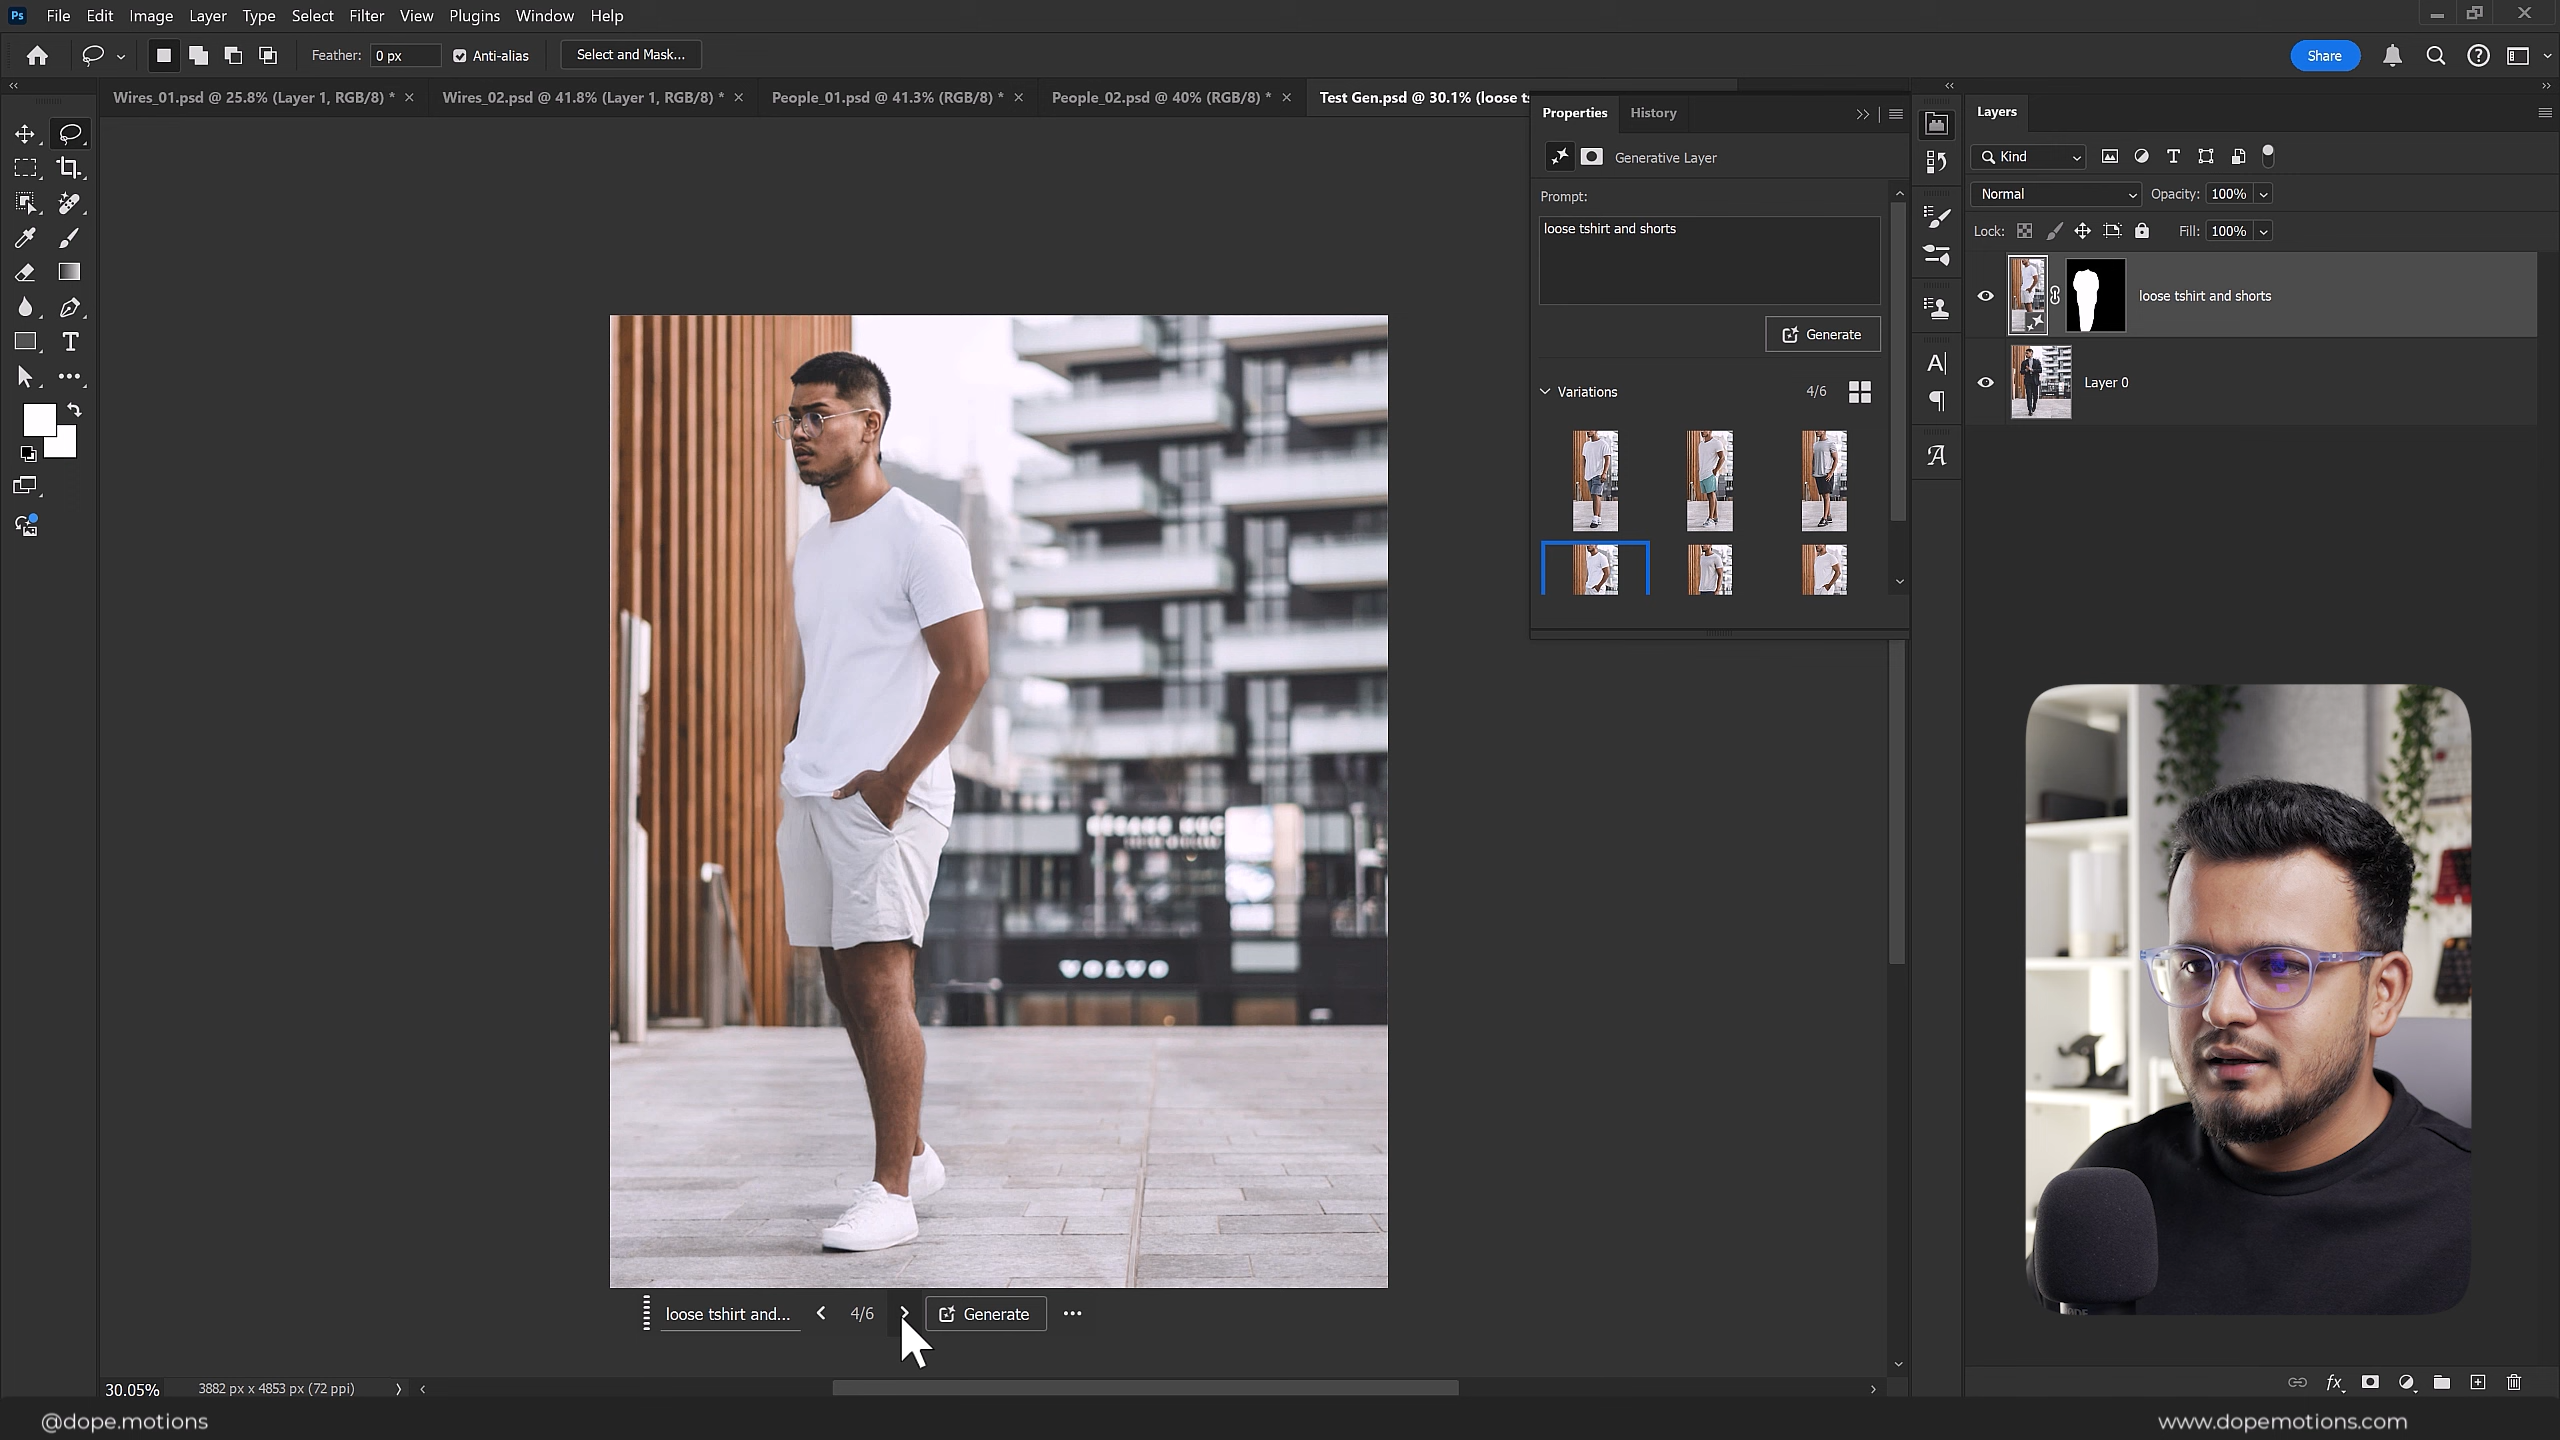 Ps File Edit Image Layer Type Select Filter View Plugins Window Help
Feather: 0 px Anti-alias Select and Mask... Share
Wires_01.psd @ 25.8% (Layer 1, RGB/8) * × Wires_02.psd @ 41.8% (Layer 1, RGB/8) * × People_01.psd @ 41.3% (RGB/8) * × People_02.psd @ 40% (RGB/8) * × Test Gen.psd @ 30.1% (loose ts
Properties History
Generative Layer
Prompt:
loose tshirt and shorts
Generate
Variations 4/6
Layers
Kind
Normal Opacity: 100%
Lock: Fill: 100%
loose tshirt and shorts
Layer 0
VOLVO
loose tshirt and... 4/6 Generate
30.05% 3882 px x 4853 px (72 ppi)
@dope.motions www.dopemotions.com